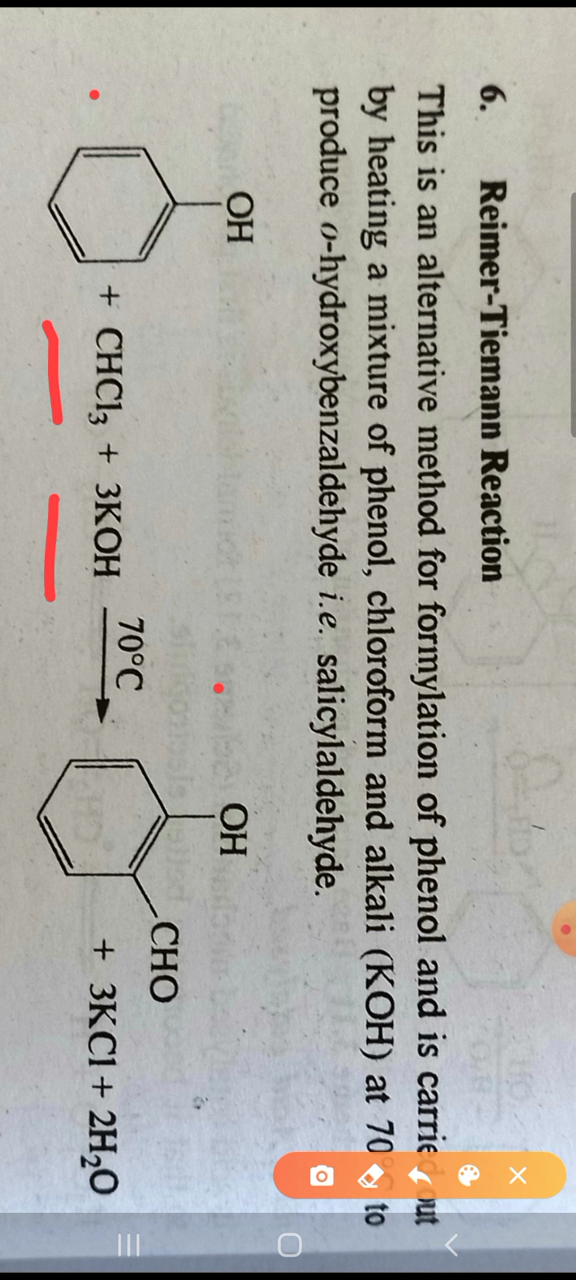 6. Reimer-Tiemann Reaction
This is an alternative method for formylation of phenol and is carried out
by heating a mixture of phenol, chloroform and alkali (KOH) at 70°C to
produce o-hydroxybenzaldehyde i.e. salicylaldehyde.
OH OH
CHO
70°C
+ CHCl₃ + 3KOH + 3KCl + 2H₂O